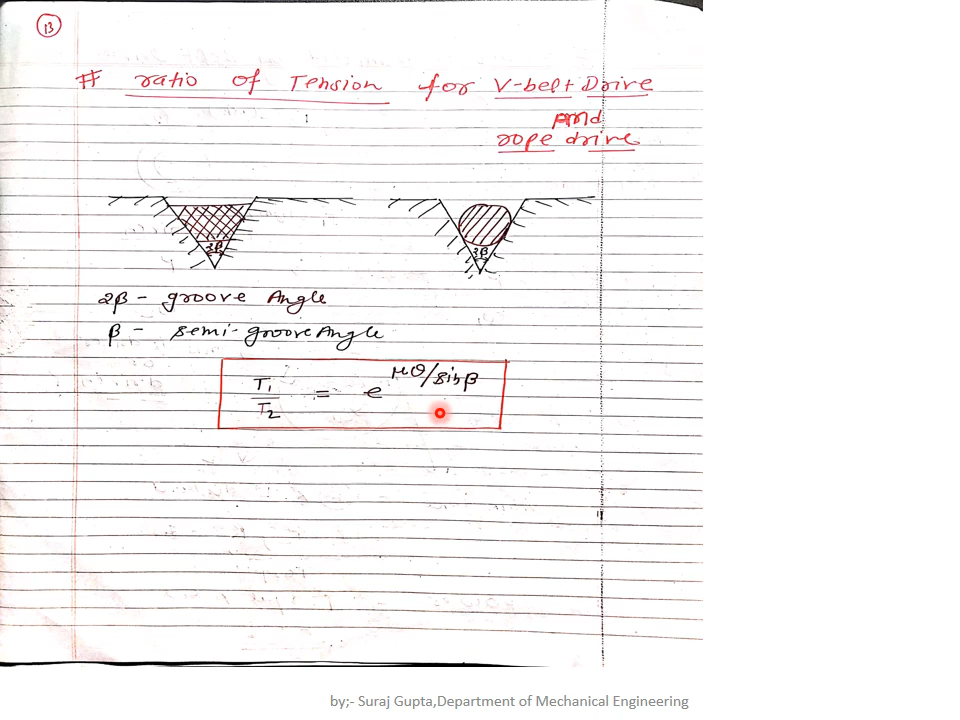 13
# ratio of Tension for V-belt Drive
and
rope drive
2β 2β
2β - groove Angle
β - semi-groove Angle
T1/T2 = e^μθ/sinβ
by;- Suraj Gupta,Department of Mechanical Engineering